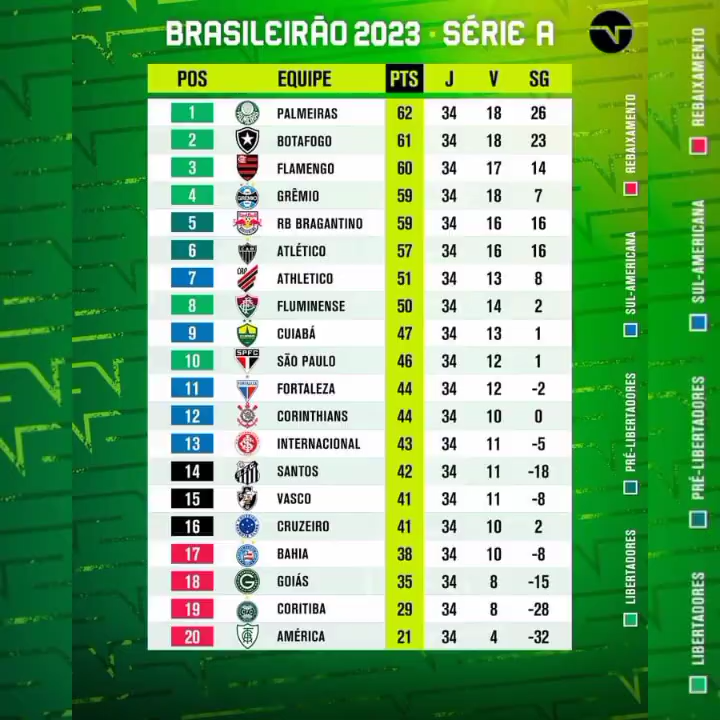 BRASILEIRÃO 2023 · SÉRIE A
POS EQUIPE PTS J V SG
1 PALMEIRAS 62 34 18 26
2 BOTAFOGO 61 34 18 23
3 FLAMENGO 60 34 17 14
4 GRÊMIO 59 34 18 7
5 RB BRAGANTINO 59 34 16 16
6 ATLÉTICO 57 34 16 16
7 ATHLETICO 51 34 13 8
8 FLUMINENSE 50 34 14 2
9 CUIABÁ 47 34 13 1
10 SÃO PAULO 46 34 12 1
11 FORTALEZA 44 34 12 -2
12 CORINTHIANS 44 34 10 0
13 INTERNACIONAL 43 34 11 -5
14 SANTOS 42 34 11 -18
15 VASCO 41 34 11 -8
16 CRUZEIRO 41 34 10 2
17 BAHIA 38 34 10 -8
18 GOIÁS 35 34 8 -15
19 CORITIBA 29 34 8 -28
20 AMÉRICA 21 34 4 -32
LIBERTADORES
PRÉ-LIBERTADORES
SUL-AMERICANA
REBAIXAMENTO
LIBERTADORES
PRÉ-LIBERTADORES
SUL-AMERICANA
REBAIXAMENTO